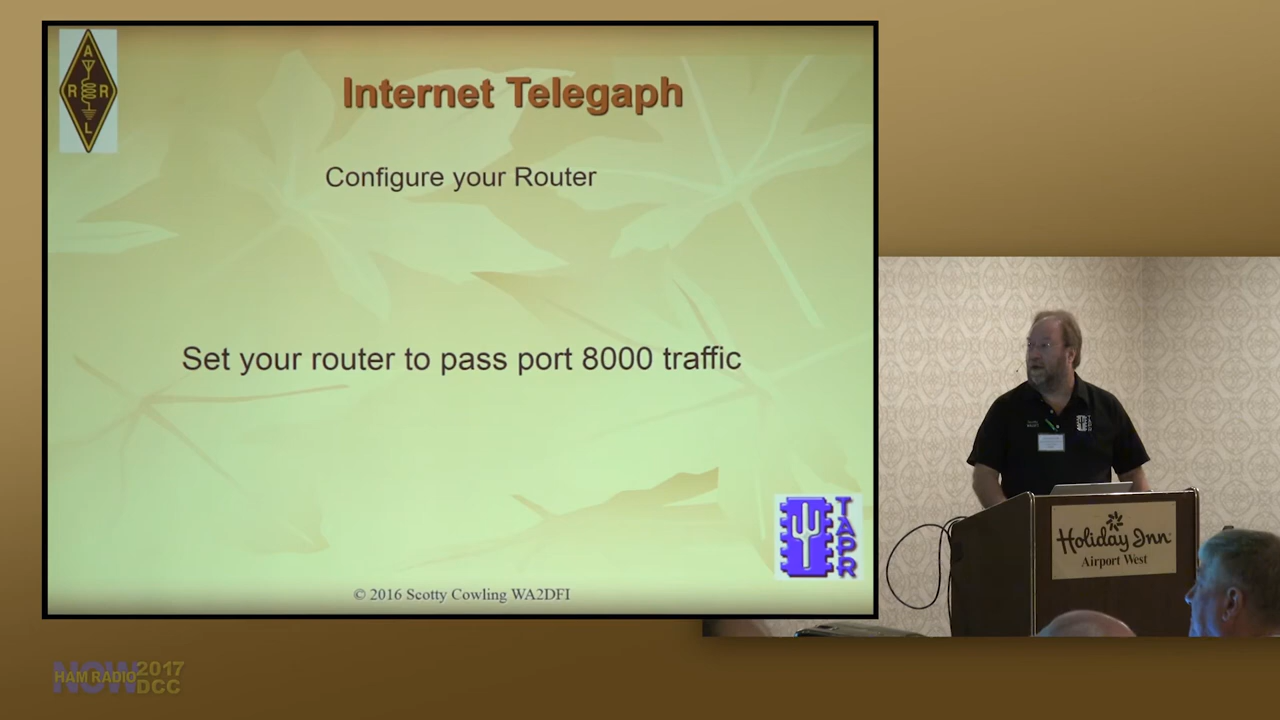 A
R R
L
Internet Telegaph
Configure your Router
Set your router to pass port 8000 traffic
TAPR
© 2016 Scotty Cowling WA2DFI
Holiday Inn
Airport West
HAM RADIO
NOW
2017
DCC